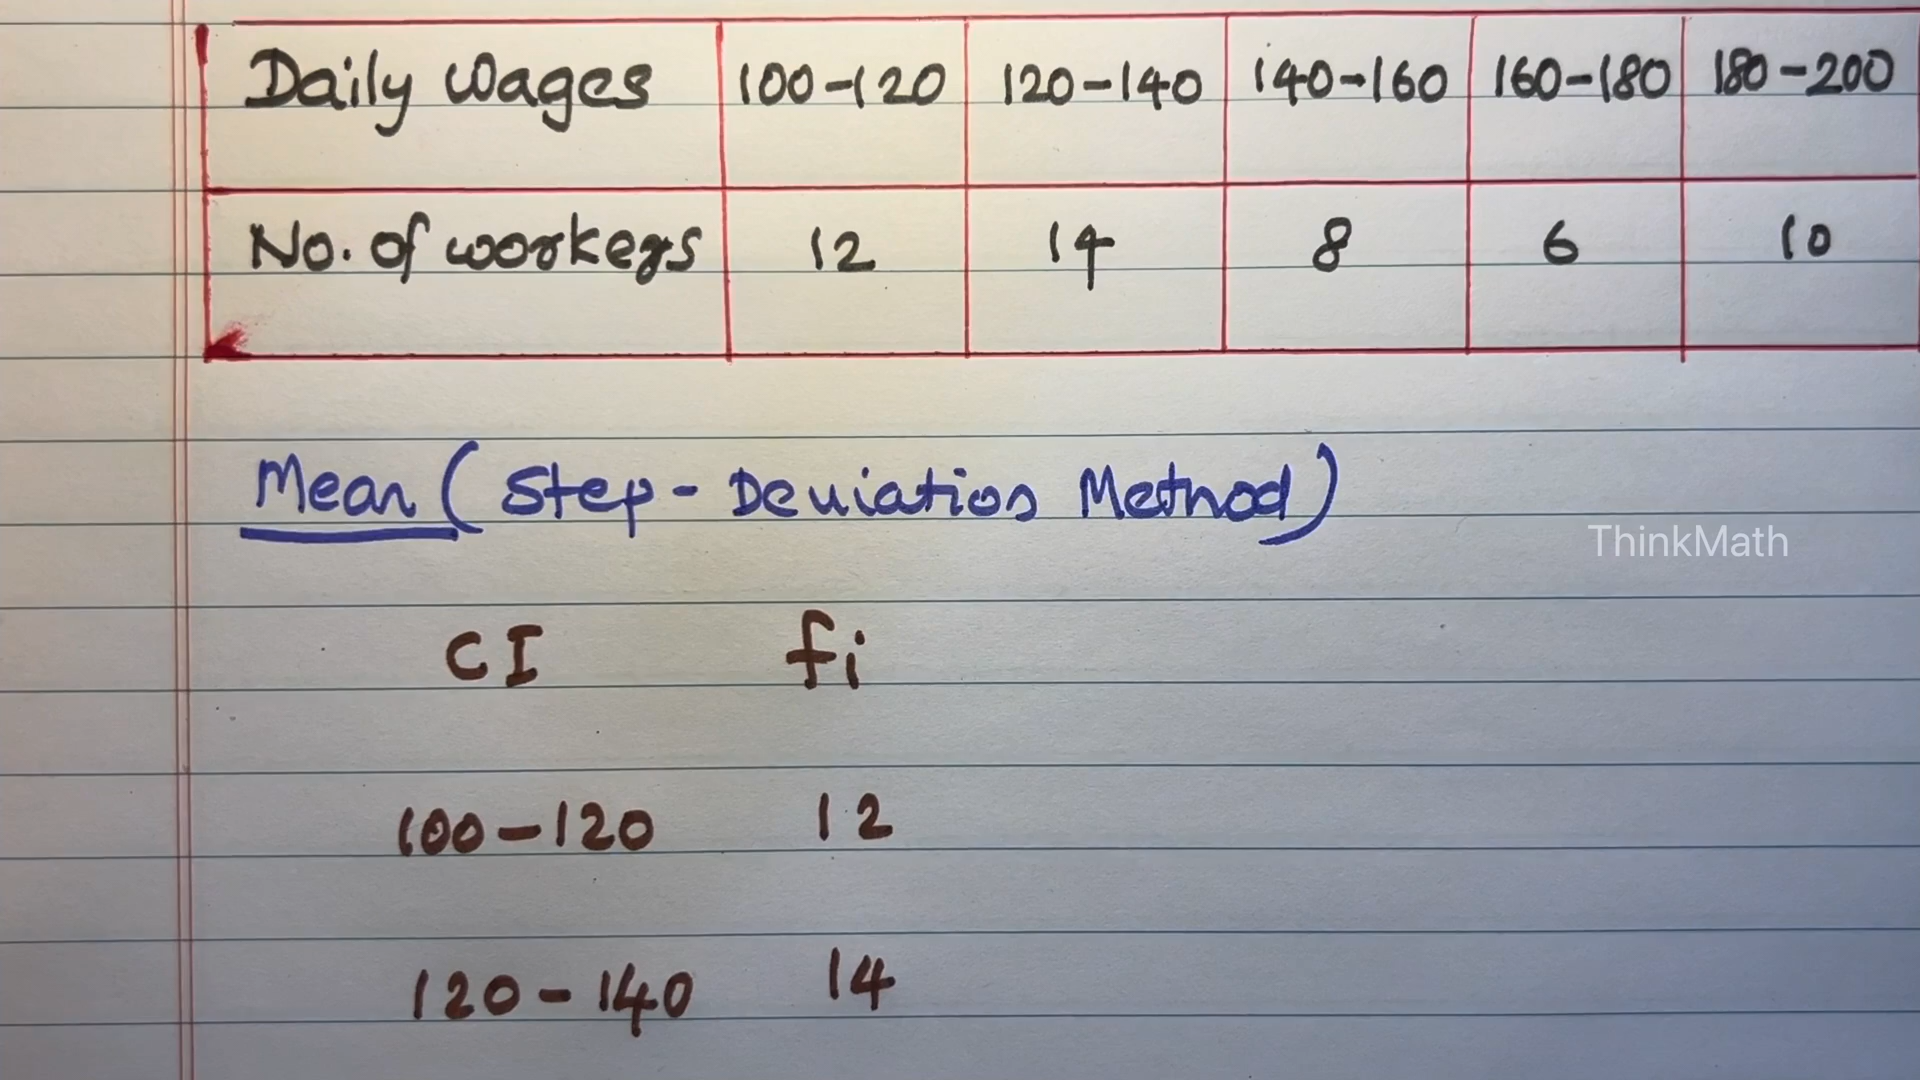 Daily Wages 100-120 120-140 140-160 160-180 180-200
No. of workers 12 14 8 6 10
Mean (Step-Deviation Method)
ThinkMath
CI fi
100-120 12
120-140 14